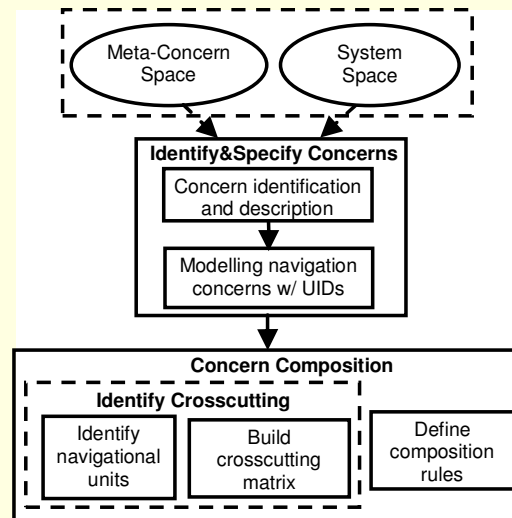 Meta-Concern
Space
System
Space
Identify&Specify Concerns
Concern identification
and description
Modelling navigation
concerns w/ UIDs
Concern Composition
Identify Crosscutting
Identify
navigational
units
Build
crosscutting
matrix
Define
composition
rules